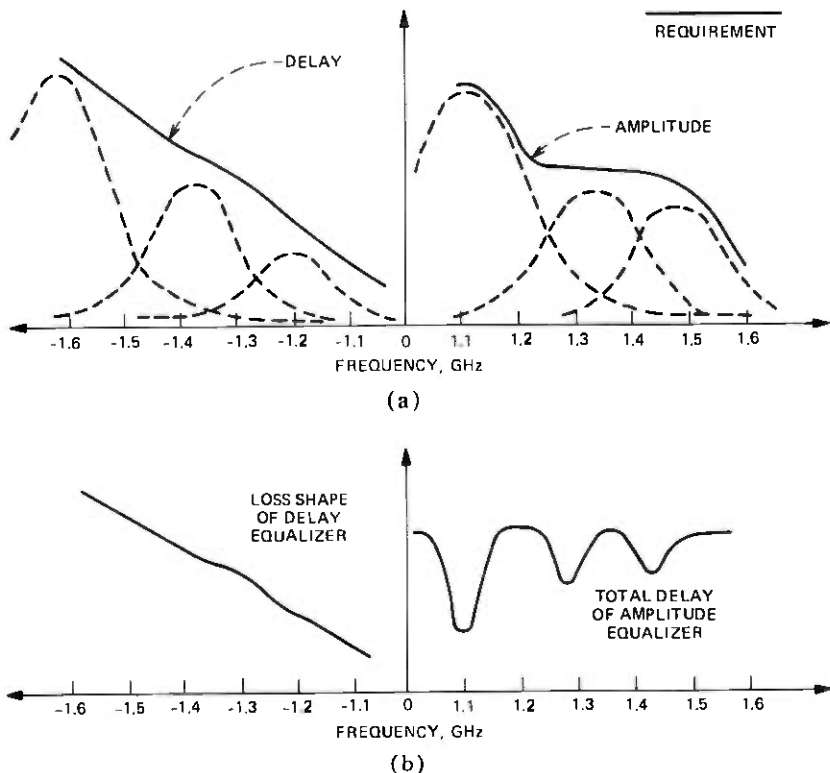 REQUIREMENT
DELAY
AMPLITUDE
-1.6 -1.5 -1.4 -1.3 -1.2 -1.1 0 1.1 1.2 1.3 1.4 1.5 1.6
FREQUENCY, GHz
(a)
LOSS SHAPE
OF DELAY
EQUALIZER
TOTAL DELAY
OF AMPLITUDE
EQUALIZER
-1.6 -1.5 -1.4 -1.3 -1.2 -1.1 0 1.1 1.2 1.3 1.4 1.5 1.6
FREQUENCY, GHz
(b)